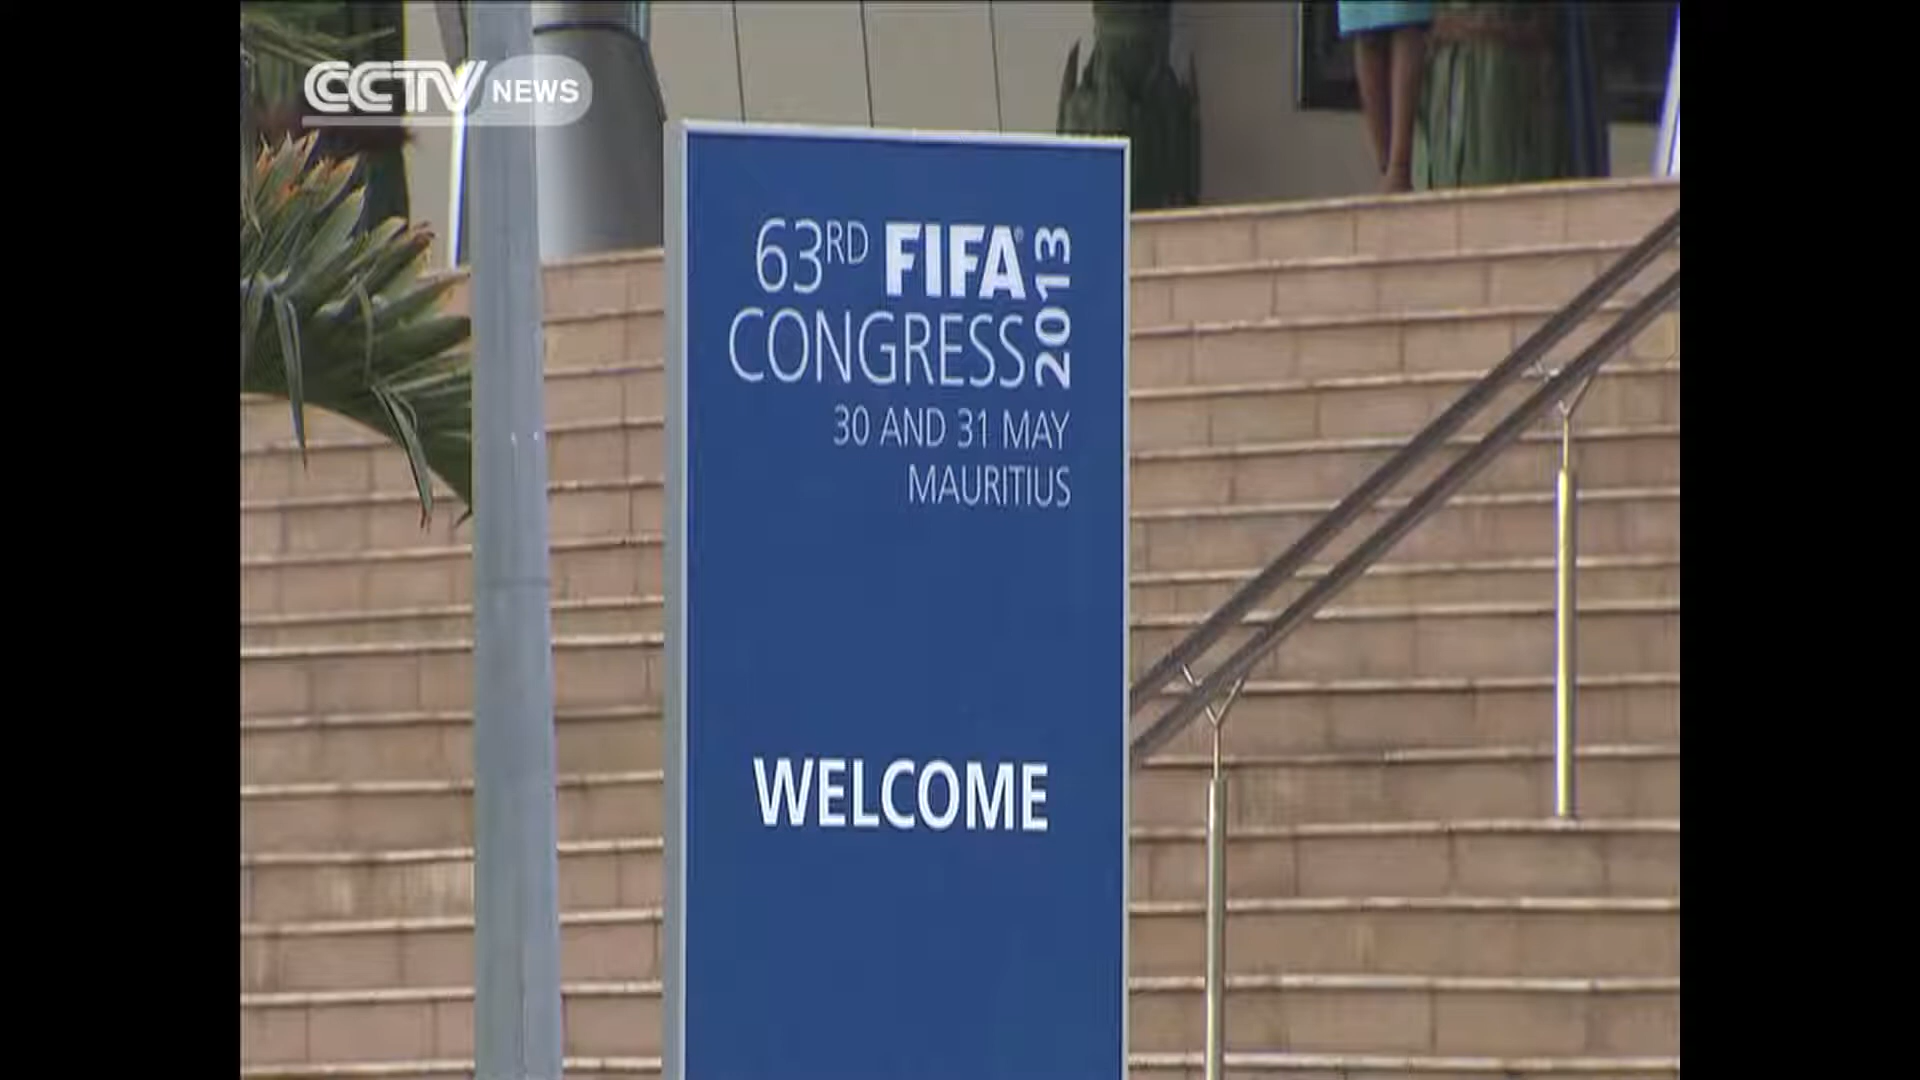 CCTV NEWS
63RD FIFA®
CONGRESS
2013
30 AND 31 MAY
MAURITIUS
WELCOME